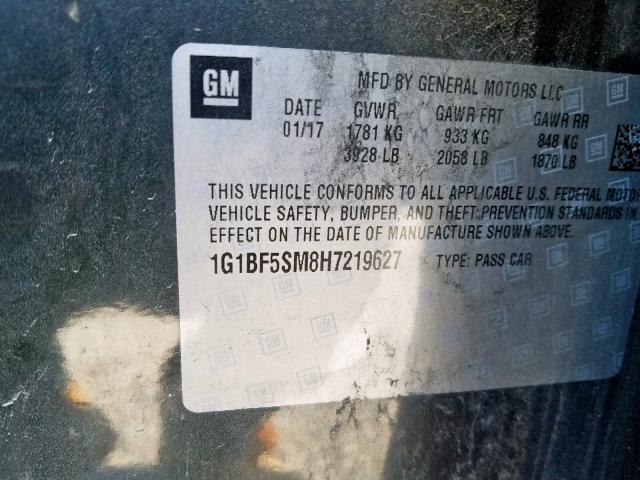 GM
MFD BY GENERAL MOTORS LLC
DATE GVWR GAWR FRT GAWR RR
01/17 1781 KG 933 KG 848 KG
3928 LB 2058 LB 1870 LB
THIS VEHICLE CONFORMS TO ALL APPLICABLE U.S. FEDERAL MOTOR
VEHICLE SAFETY, BUMPER, AND THEFT PREVENTION STANDARDS IN
EFFECT ON THE DATE OF MANUFACTURE SHOWN ABOVE.
1G1BF5SM8H7219627 TYPE: PASS CAR